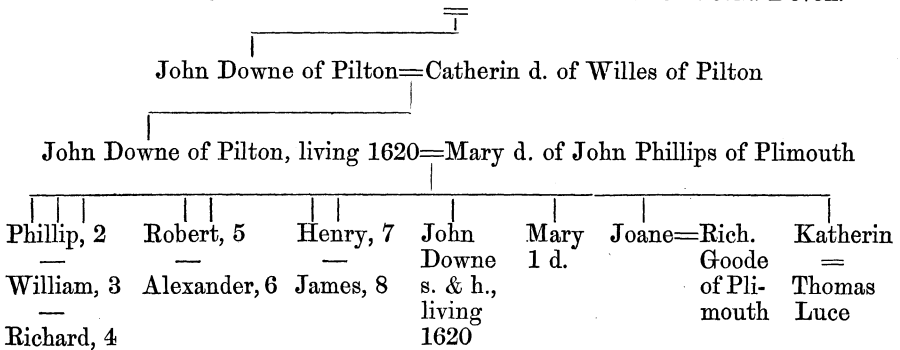 =
John Downe of Pilton=Catherin d. of Willes of Pilton
John Downe of Pilton, living 1620=Mary d. of John Phillips of Plimouth
Phillip, 2
—
William, 3
—
Richard, 4
Robert, 5
—
Alexander, 6
Henry, 7
—
James, 8
John
Downe
s. & h.,
living
1620
Mary
1 d.
Joane=Rich.
Goode
of Pli-
mouth
Katherin
=
Thomas
Luce